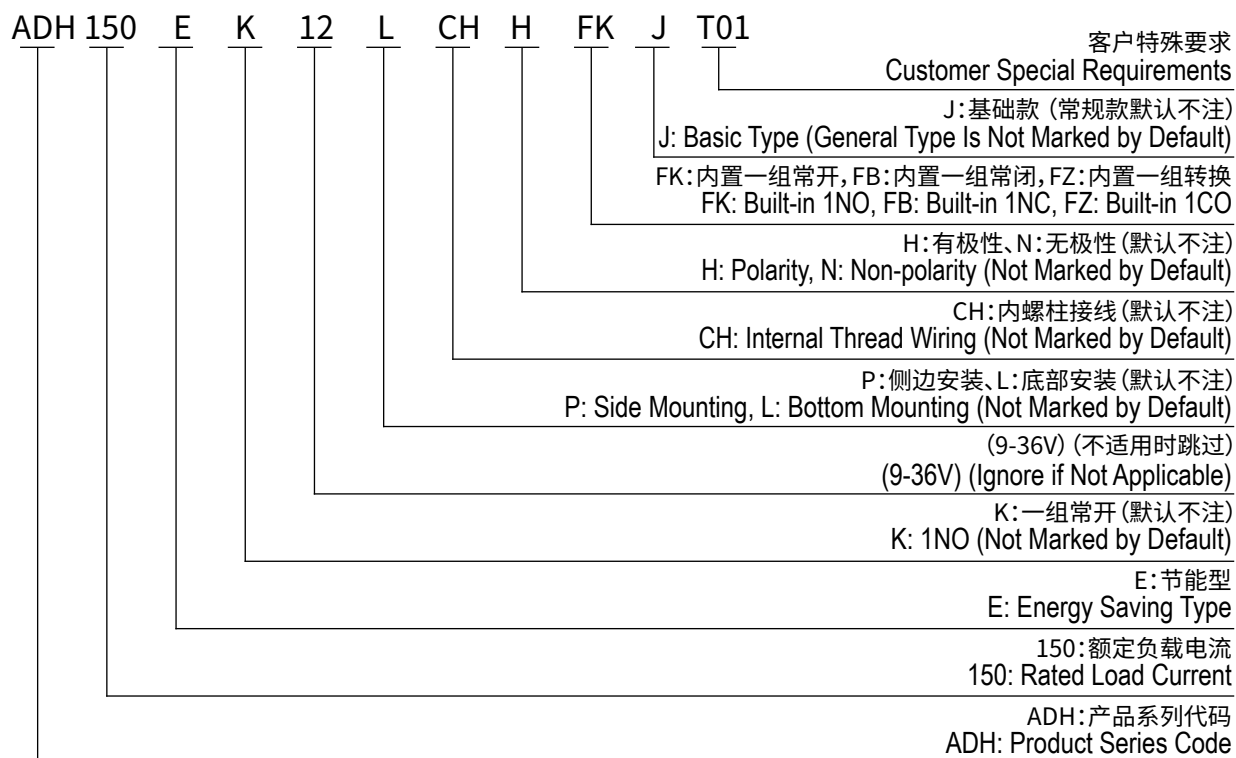 ADH 150 E K 12 L CH H FK J T01
客户特殊要求
Customer Special Requirements
J:基础款 (常规款默认不注)
J: Basic Type (General Type Is Not Marked by Default)
FK:内置一组常开,FB:内置一组常闭,FZ:内置一组转换
FK: Built-in 1NO, FB: Built-in 1NC, FZ: Built-in 1CO
H:有极性、N:无极性(默认不注)
H: Polarity, N: Non-polarity (Not Marked by Default)
CH:内螺柱接线(默认不注)
CH: Internal Thread Wiring (Not Marked by Default)
P:侧边安装、L:底部安装(默认不注)
P: Side Mounting, L: Bottom Mounting (Not Marked by Default)
(9-36V)(不适用时跳过)
(9-36V) (Ignore if Not Applicable)
K:一组常开(默认不注)
K: 1NO (Not Marked by Default)
E:节能型
E: Energy Saving Type
150:额定负载电流
150: Rated Load Current
ADH:产品系列代码
ADH: Product Series Code